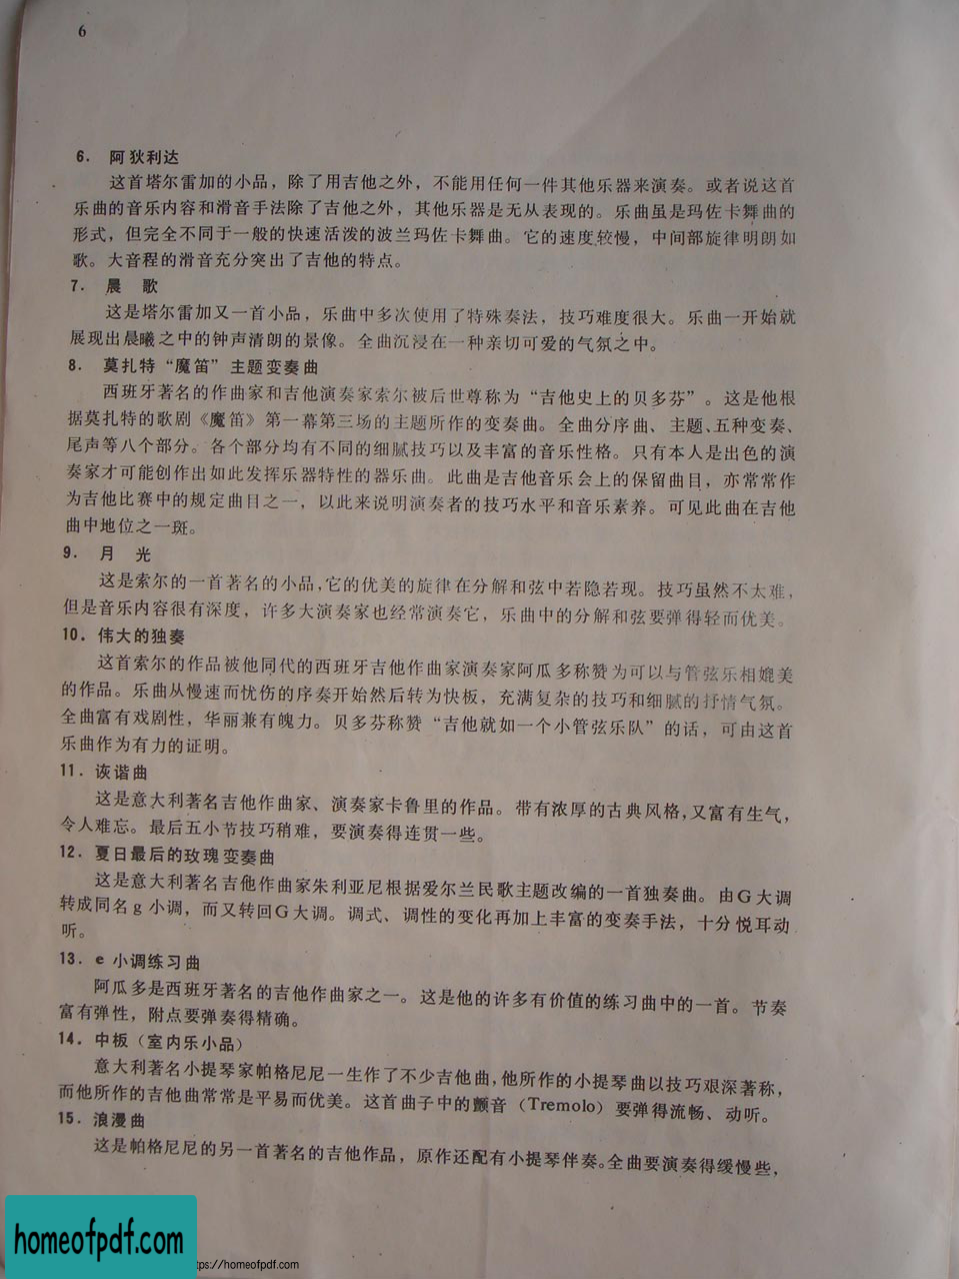 6
6. 阿狄利达
这首塔尔雷加的小品，除了用吉他之外，不能用任何一件其他乐器来演奏。或者说这首
乐曲的音乐内容和滑音手法除了吉他之外，其他乐器是无从表现的。乐曲虽是玛佐卡舞曲的
形式，但完全不同于一般的快速活泼的波兰玛佐卡舞曲。它的速度较慢，中间部旋律明朗如
歌。大音程的滑音充分突出了吉他的特点。
7. 晨 歌
这是塔尔雷加又一首小品，乐曲中多次使用了特殊奏法，技巧难度很大。乐曲一开始就
展现出晨曦之中的钟声清朗的景像。全曲沉浸在一种亲切可爱的气氛之中。
8. 莫扎特“魔笛”主题变奏曲
西班牙著名的作曲家和吉他演奏家索尔被后世尊称为“吉他史上的贝多芬”。这是他根
据莫扎特的歌剧《魔笛》第一幕第三场的主题所作的变奏曲。全曲分序曲、主题、五种变奏、
尾声等八个部分。各个部分均有不同的细腻技巧以及丰富的音乐性格。只有本人是出色的演
奏家才可能创作出如此发挥乐器特性的器乐曲。此曲是吉他音乐会上的保留曲目，亦常常作
为吉他比赛中的规定曲目之一，以此来说明演奏者的技巧水平和音乐素养。可见此曲在吉他
曲中地位之一斑。
9. 月 光
这是索尔的一首著名的小品，它的优美的旋律在分解和弦中若隐若现。技巧虽然不太难，
但是音乐内容很有深度，许多大演奏家也经常演奏它，乐曲中的分解和弦要弹得轻而优美。
10. 伟大的独奏
这首索尔的作品被他同代的西班牙吉他作曲家演奏家阿瓜多称赞为可以与管弦乐相媲美
的作品。乐曲从慢速而忧伤的序奏开始然后转为快板，充满复杂的技巧和细腻的抒情气氛。
全曲富有戏剧性，华丽兼有魄力。贝多芬称赞“吉他就如一个小管弦乐队”的话，可由这首
乐曲作为有力的证明。
11. 诙谐曲
这是意大利著名吉他作曲家、演奏家卡鲁里的作品。带有浓厚的古典风格，又富有生气，
令人难忘。最后五小节技巧稍难，要演奏得连贯一些。
12. 夏日最后的玫瑰变奏曲
这是意大利著名吉他作曲家朱利亚尼根据爱尔兰民歌主题改编的一首独奏曲。由G大调
转成同名g小调，而又转回G大调。调式、调性的变化再加上丰富的变奏手法，十分悦耳动
听。
13. e小调练习曲
阿瓜多是西班牙著名的吉他作曲家之一。这是他的许多有价值的练习曲中的一首。节奏
富有弹性，附点要弹奏得精确。
14. 中板（室内乐小品）
意大利著名小提琴家帕格尼尼一生作了不少吉他曲，他所作的小提琴曲以技巧艰深著称，
而他所作的吉他曲常常是平易而优美。这首曲子中的颤音（Tremolo）要弹得流畅、动听。
15. 浪漫曲
这是帕格尼尼的另一首著名的吉他作品，原作还配有小提琴伴奏。全曲要演奏得缓慢些，
homeofpdf.com
ttps://homeofpdf.com